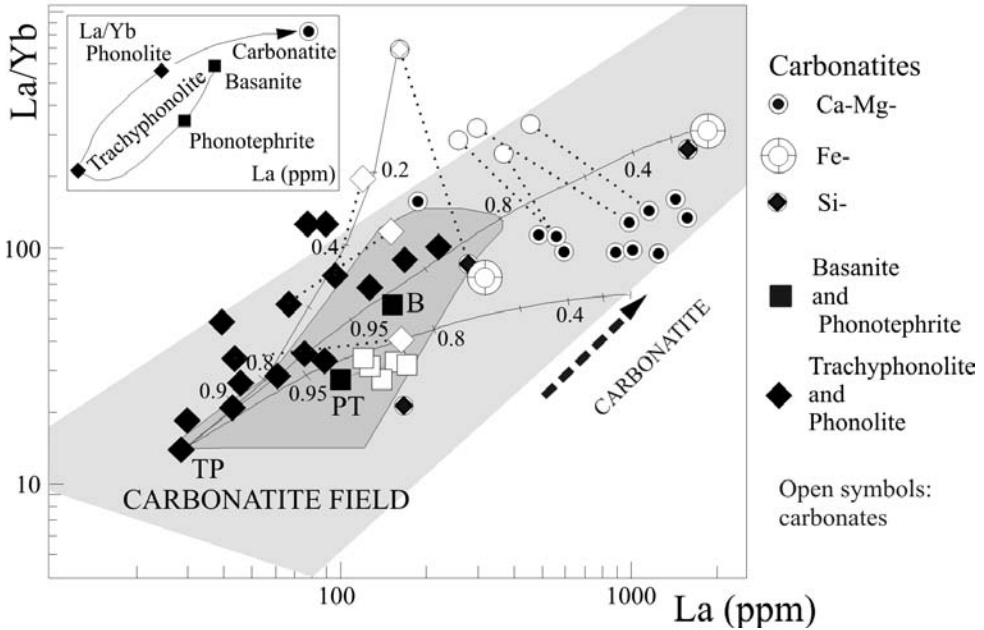 La/Yb
La/Yb
Phonolite
Carbonatite
Basanite
Trachyphonolite
Phonotephrite
La (ppm)
100
10
0.2
0.4
0.4
0.8
0.8
0.4
0.95
0.8
0.9
0.95
B
PT
TP
CARBONATITE FIELD
CARBONATITE
100
1000
La (ppm)
Carbonatites
Ca-Mg-
Fe-
Si-
Basanite
and
Phonotephrite
Trachyphonolite
and
Phonolite
Open symbols:
carbonates